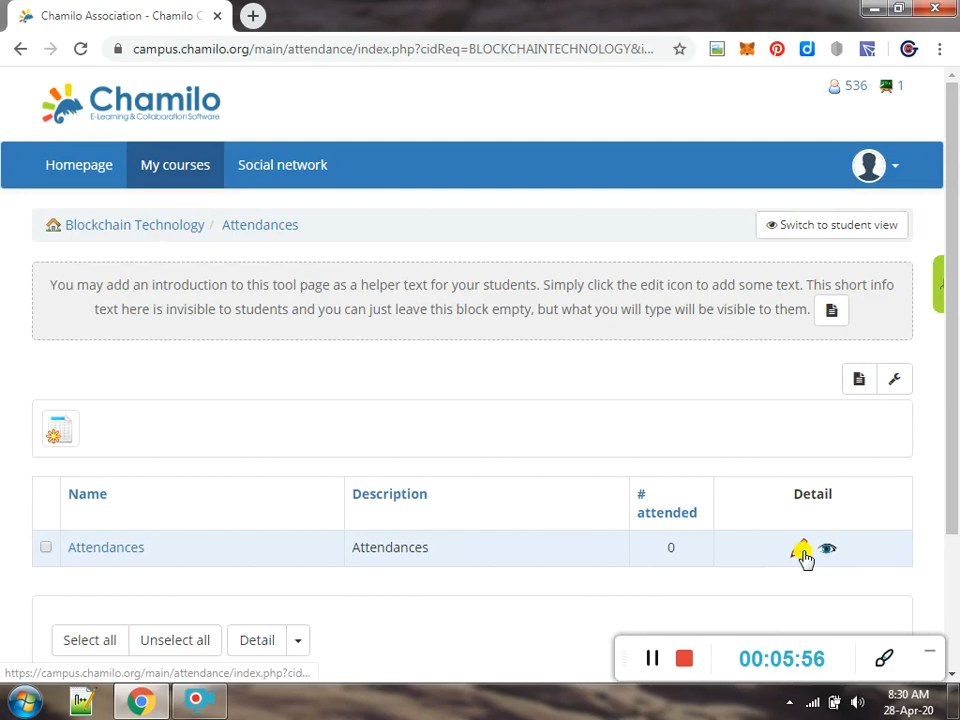 Chamilo Association - Chamilo C
campus.chamilo.org/main/attendance/index.php?cidReq=BLOCKCHAINTECHNOLOGY&i...
Chamilo
E-Learning & Collaboration Software
536 1
Homepage My courses Social network
Blockchain Technology / Attendances
Switch to student view
You may add an introduction to this tool page as a helper text for your students. Simply click the edit icon to add some text. This short info
text here is invisible to students and you can just leave this block empty, but what you will type will be visible to them.
Name Description # attended Detail
Attendances Attendances 0
Select all Unselect all Detail
00:05:56
https://campus.chamilo.org/main/attendance/index.php?cid...
8:30 AM
28-Apr-20